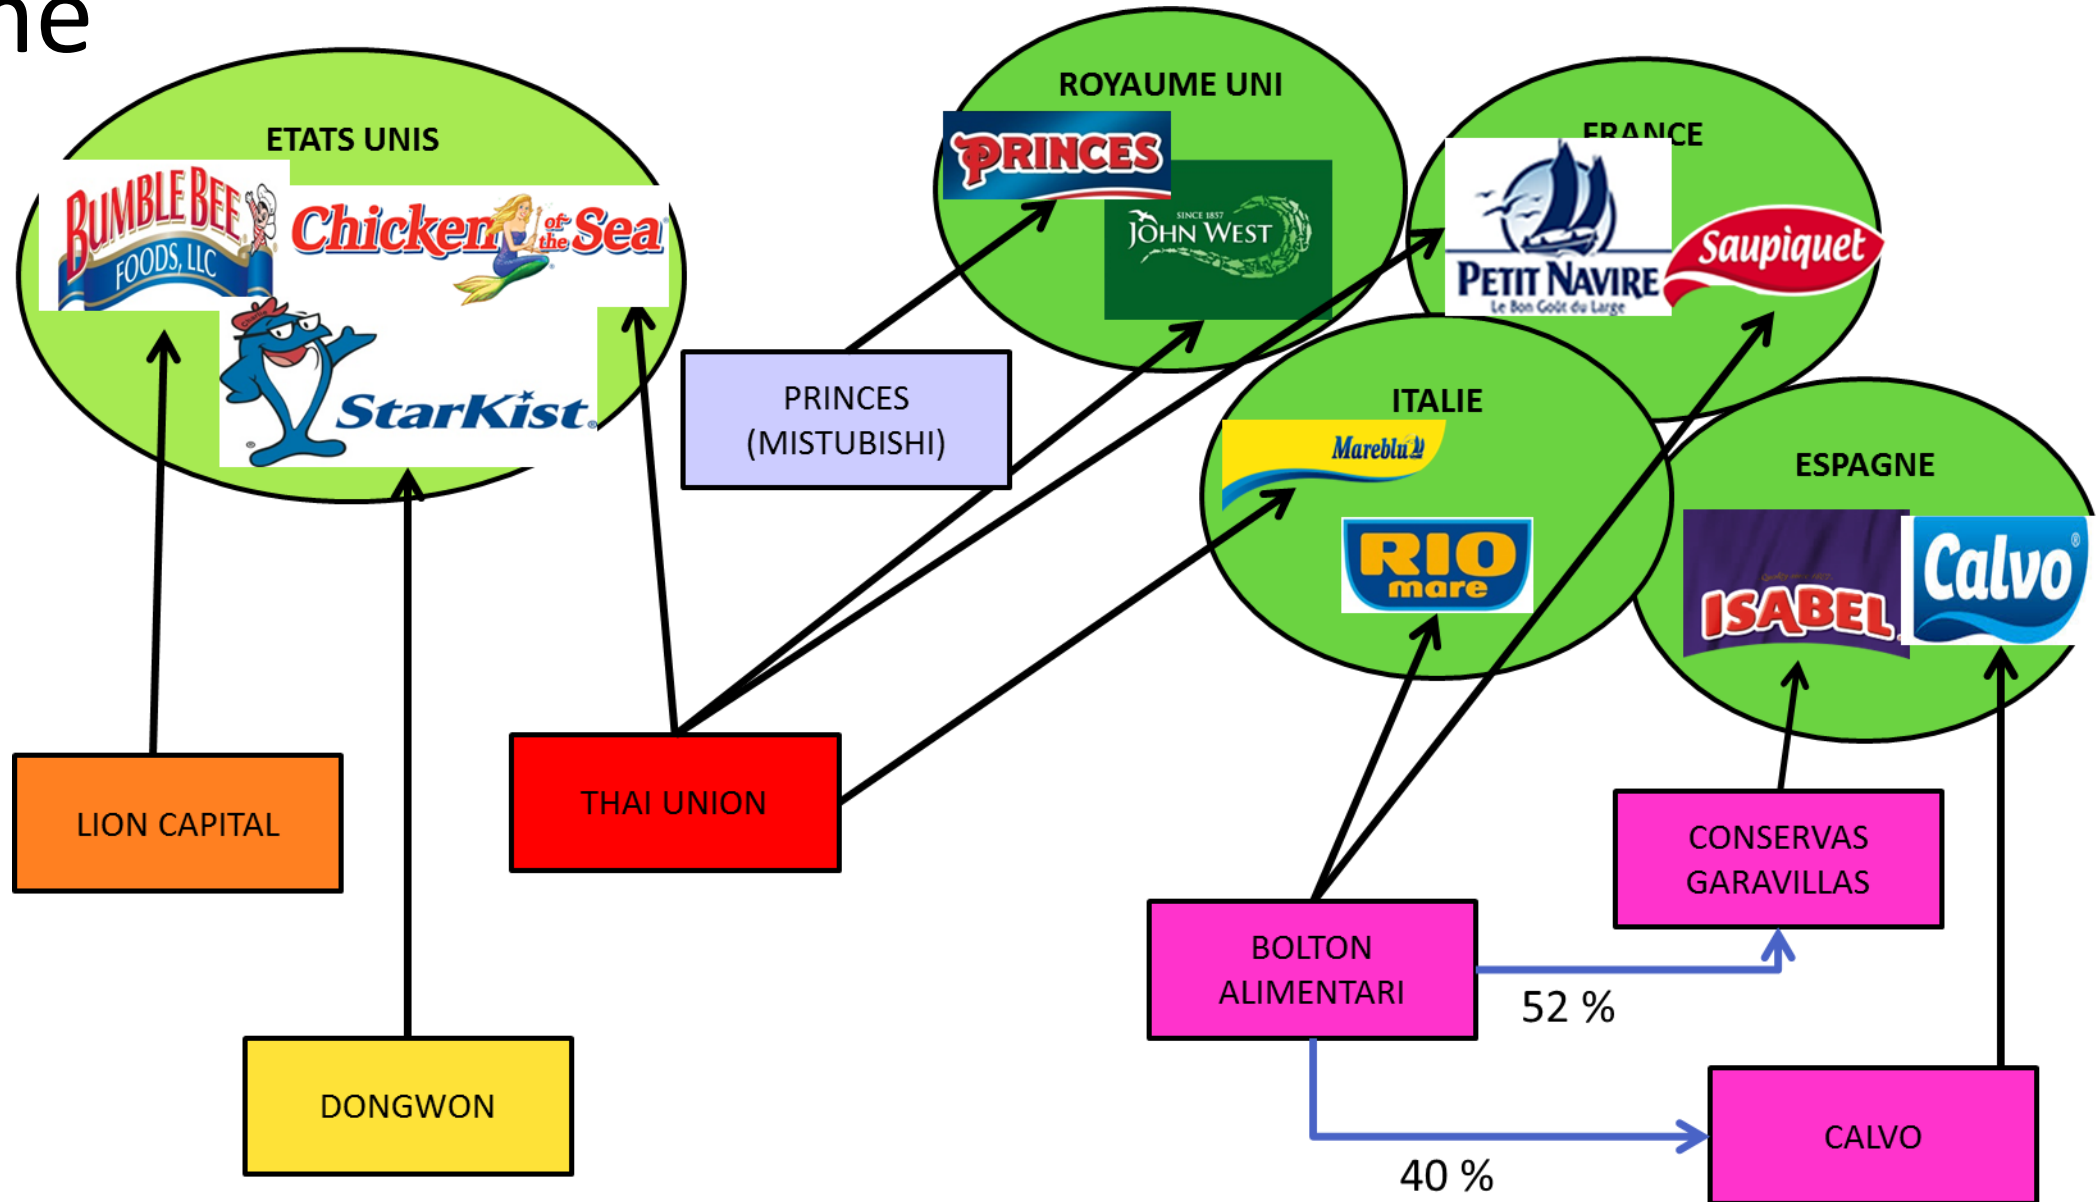 ne
ETATS UNIS
BUMBLE BEE
FOODS, LLC
Chicken of the Sea
Charlie
StarKist
ROYAUME UNI
PRINCES
SINCE 1857
JOHN WEST
FRANCE
PETIT NAVIRE
Le Bon Goût du Large
Saupiquet
PRINCES
(MISTUBISHI)
ITALIE
Mareblu
RIO
mare
ESPAGNE
ISABEL
Calvo
LION CAPITAL
THAI UNION
CONSERVAS
GARAVILLAS
BOLTON
ALIMENTARI
52 %
DONGWON
CALVO
40 %